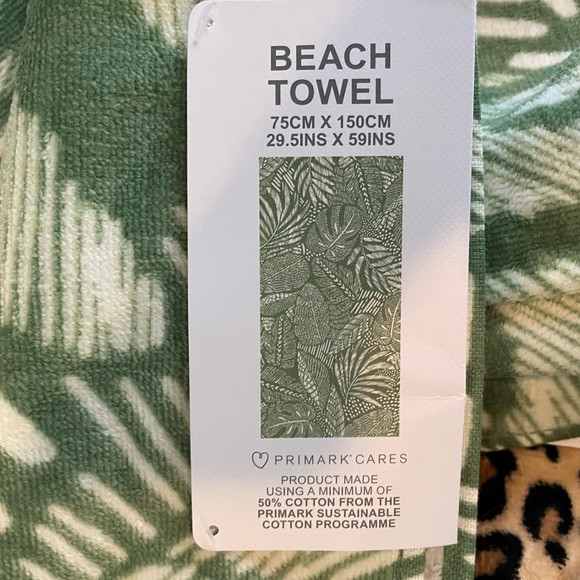 BEACH
TOWEL
75CM X 150CM
29.5INS X 59INS
PRIMARK® CARES
PRODUCT MADE
USING A MINIMUM OF
50% COTTON FROM THE
PRIMARK SUSTAINABLE
COTTON PROGRAMME